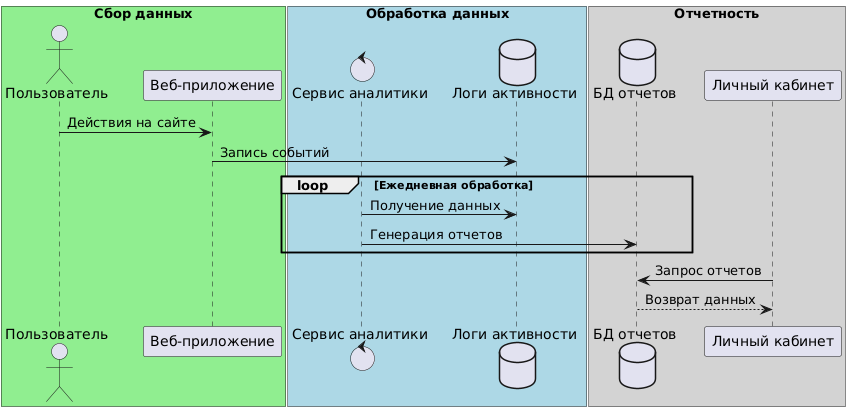 Сбор данных
Обработка данных
Отчетность
Пользователь
Веб-приложение
Сервис аналитики
Логи активности
БД отчетов
Личный кабинет
Действия на сайте
Запись событий
loop
[Ежедневная обработка]
Получение данных
Генерация отчетов
Запрос отчетов
Возврат данных
Пользователь
Веб-приложение
Сервис аналитики
Логи активности
БД отчетов
Личный кабинет